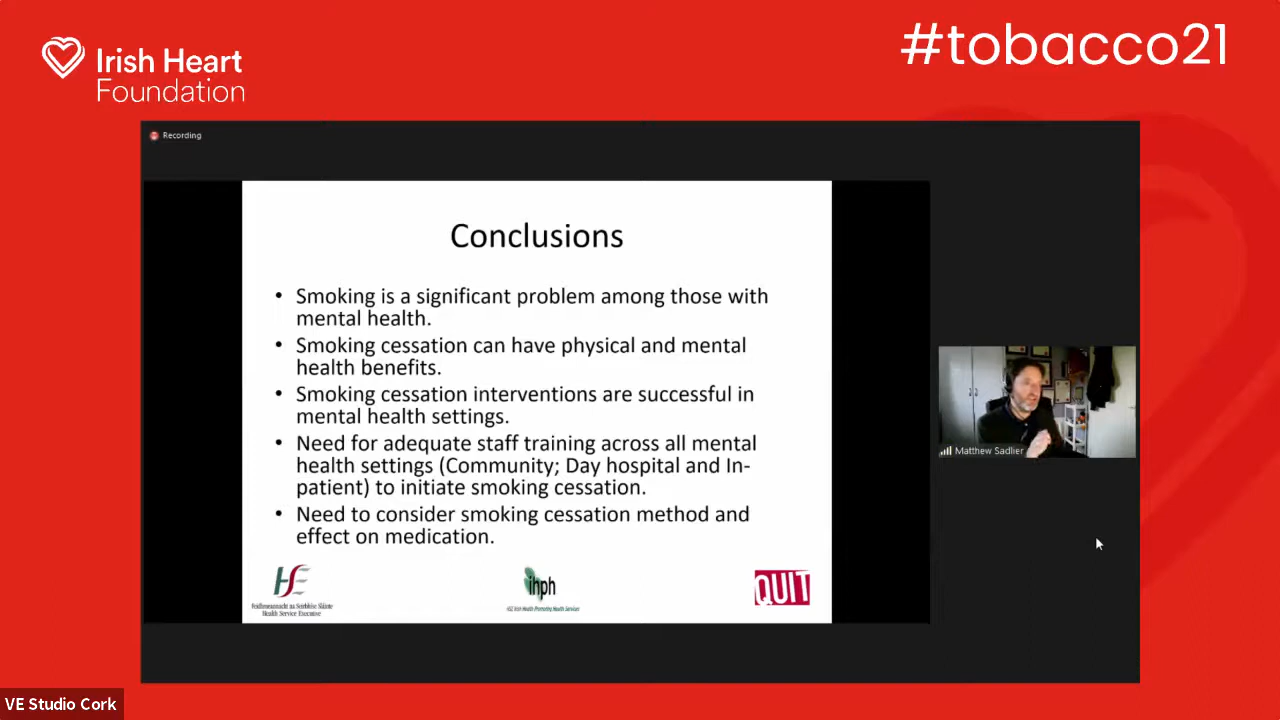 Irish Heart
Foundation
#tobacco21
Recording
Conclusions
• Smoking is a significant problem among those with
mental health.
• Smoking cessation can have physical and mental
health benefits.
• Smoking cessation interventions are successful in
mental health settings.
• Need for adequate staff training across all mental
health settings (Community; Day hospital and In-
patient) to initiate smoking cessation.
• Need to consider smoking cessation method and
effect on medication.
Feidhmeannacht na Seirbhíse Sláinte
Health Service Executive
ihph
HSE Irish Health Promoting Health Services
QUIT
Matthew Sadlier
VE Studio Cork